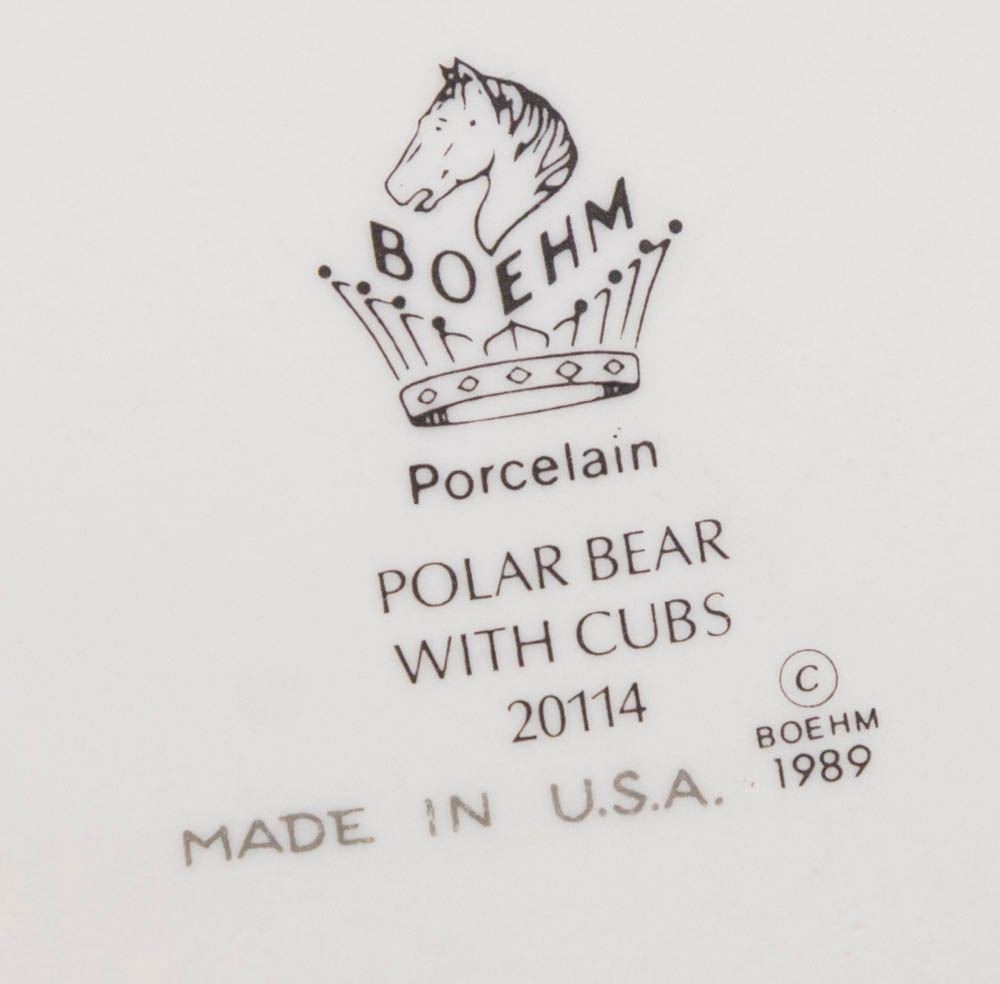 BOEHM
Porcelain
POLAR BEAR
WITH CUBS
20114
©
BOEHM
1989
MADE IN U.S.A.